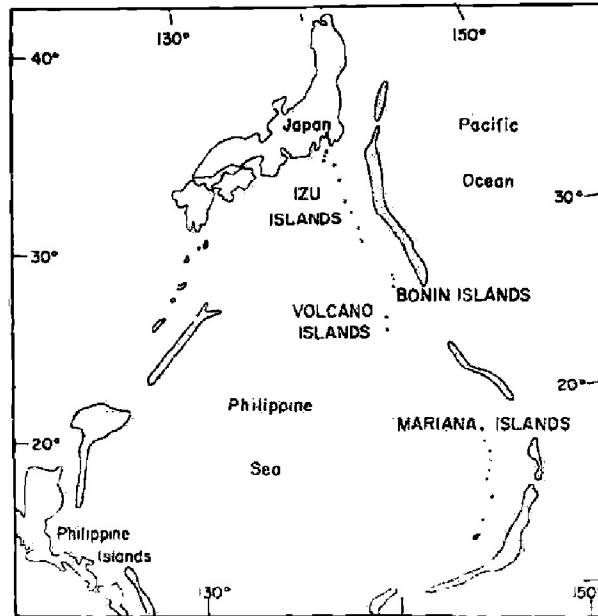 130°
150°
40°
Japan
Pacific
Ocean
IZU
ISLANDS
30°
30°
BONIN ISLANDS
VOLCANO
ISLANDS
20°
Philippine
MARIANA. ISLANDS
20°
Sea
Philippine
Islands
130°
150°